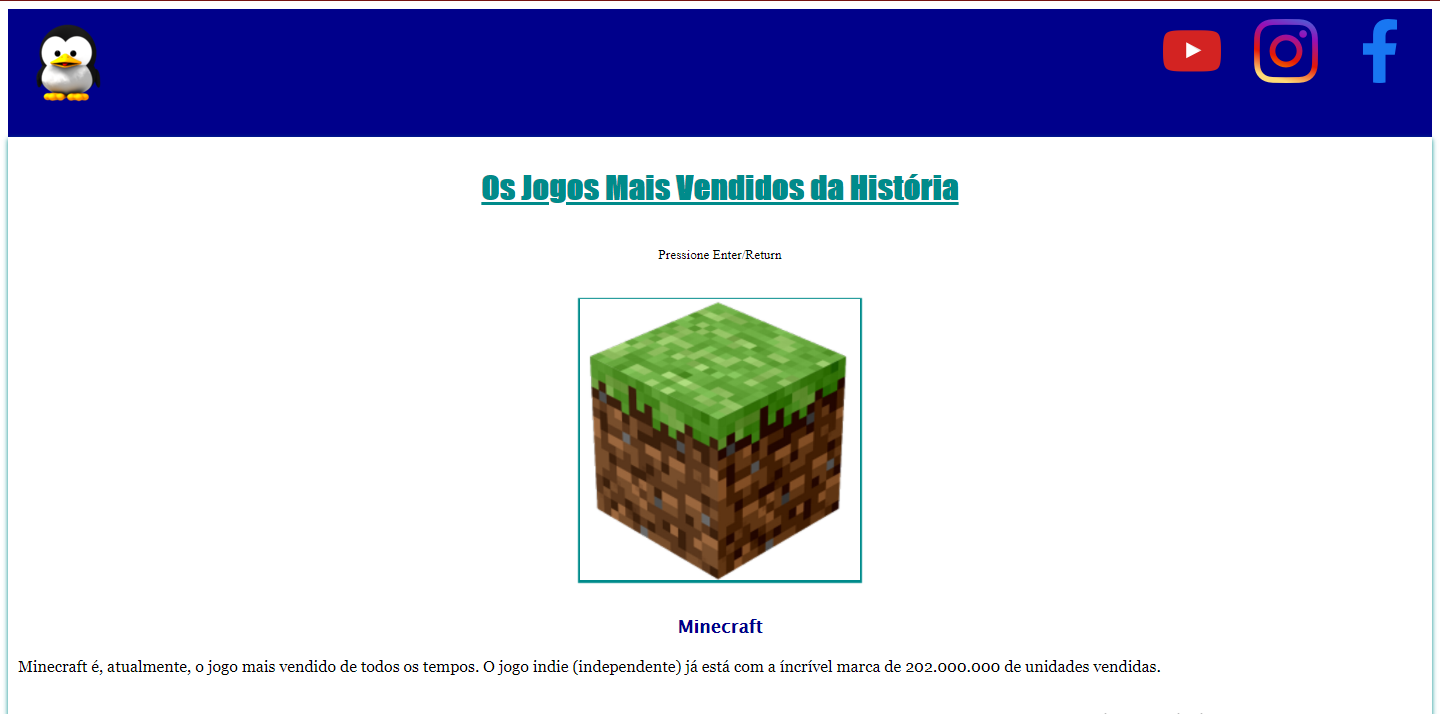 Os Jogos Mais Vendidos da História
Pressione Enter/Return
Minecraft
Minecraft é, atualmente, o jogo mais vendido de todos os tempos. O jogo indie (independente) já está com a íncrível marca de 202.000.000 de unidades vendidas.